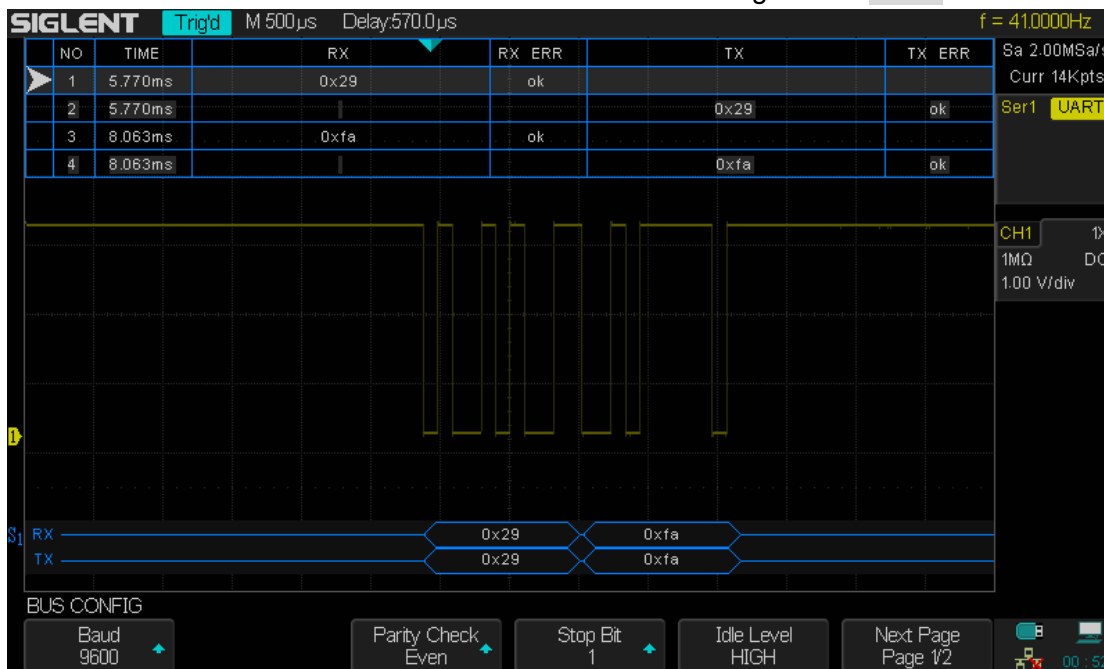 SIGLENT Trig'd M 500µs Delay:570.0µs f = 41.0000Hz
NO TIME RX RX ERR TX TX ERR
1 5.770ms 0x29 ok
2 5.770ms 0x29 ok
3 8.063ms 0xfa ok
4 8.063ms 0xfa ok
Sa 2.00MSa/s
Curr 14Kpts
Ser1 UART
CH1 1X
1MΩ DC
1.00 V/div
1
S1 RX 0x29 0xfa
TX 0x29 0xfa
BUS CONFIG
Baud Parity Check Stop Bit Idle Level Next Page
9600 Even 1 HIGH Page 1/2